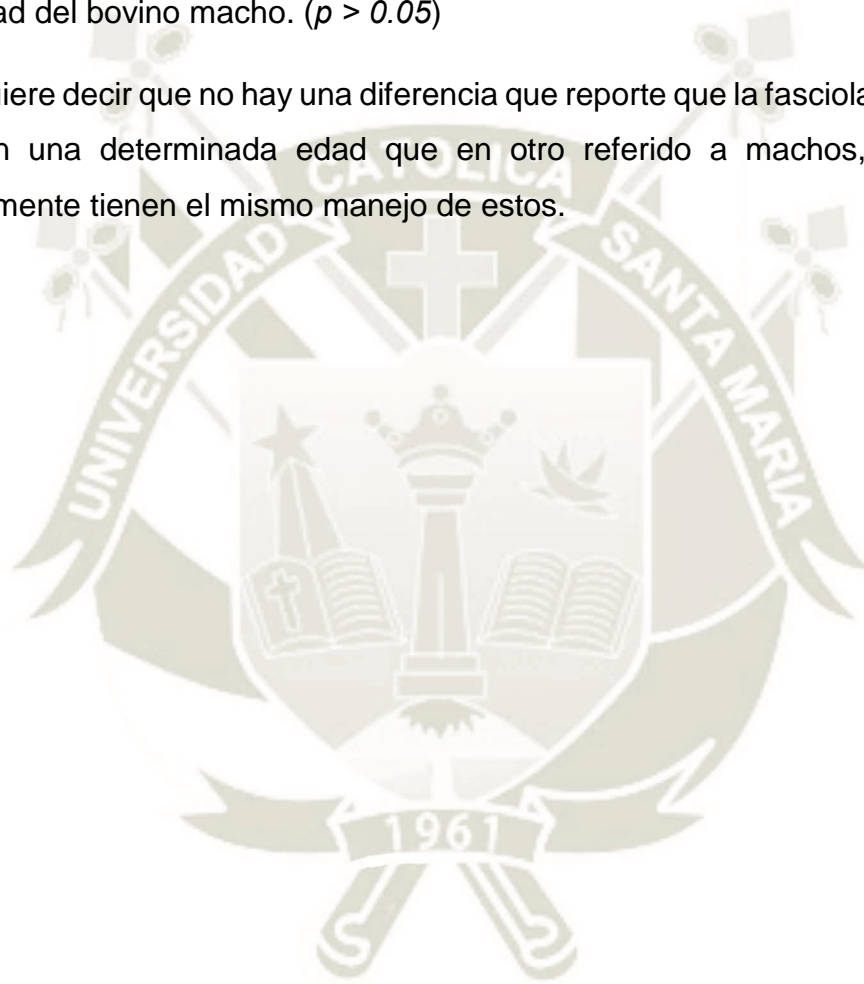 ad del bovino macho. (p > 0.05)
uiere decir que no hay una diferencia que reporte que la fasciola
n una determinada edad que en otro referido a machos,
mente tienen el mismo manejo de estos.
UNIVERSIDAD CATOLICA SANTA MARIA
1961